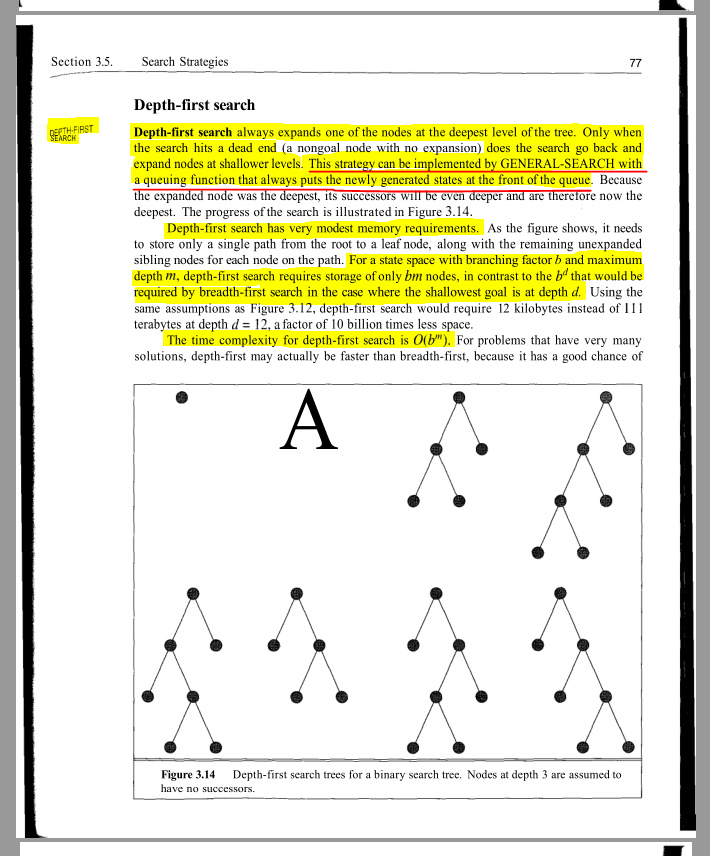 Section 3.5. Search Strategies 77
Depth-first search
DEPTH-FIRST
SEARCH
Depth-first search always expands one of the nodes at the deepest level of the tree. Only when
the search hits a dead end (a nongoal node with no expansion) does the search go back and
expand nodes at shallower levels. This strategy can be implemented by GENERAL-SEARCH with
a queuing function that always puts the newly generated states at the front of the queue. Because
the expanded node was the deepest, its successors will be even deeper and are therefore now the
deepest. The progress of the search is illustrated in Figure 3.14.
Depth-first search has very modest memory requirements. As the figure shows, it needs
to store only a single path from the root to a leaf node, along with the remaining unexpanded
sibling nodes for each node on the path. For a state space with branching factor b and maximum
depth m, depth-first search requires storage of only bm nodes, in contrast to the b^d that would be
required by breadth-first search in the case where the shallowest goal is at depth d. Using the
same assumptions as Figure 3.12, depth-first search would require 12 kilobytes instead of 111
terabytes at depth d = 12, a factor of 10 billion times less space.
The time complexity for depth-first search is O(b^m). For problems that have very many
solutions, depth-first may actually be faster than breadth-first, because it has a good chance of
A
Figure 3.14 Depth-first search trees for a binary search tree. Nodes at depth 3 are assumed to
have no successors.